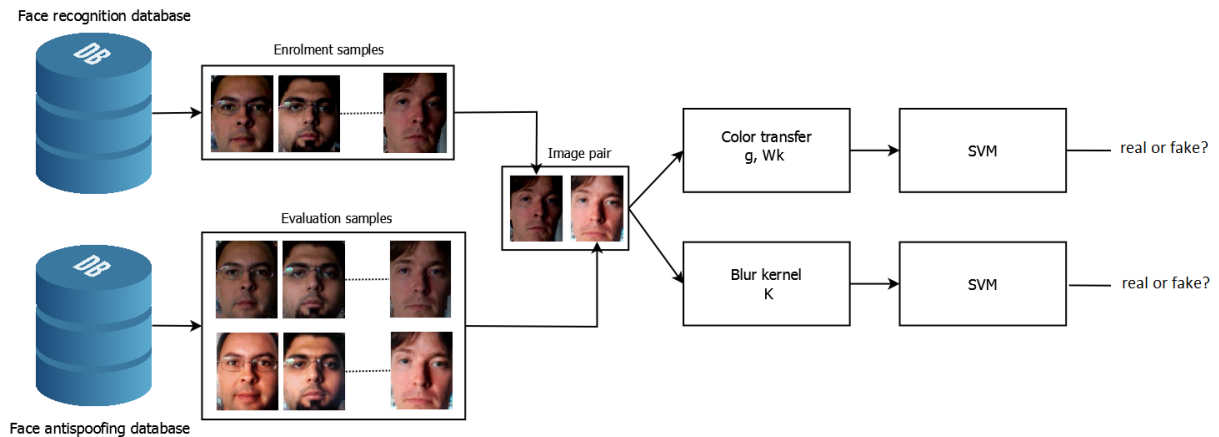 Face recognition database
DB
Enrolment samples
Image pair
Color transfer
g, Wk
SVM
real or fake?
Evaluation samples
DB
Blur kernel
K
SVM
real or fake?
Face antispoofing database